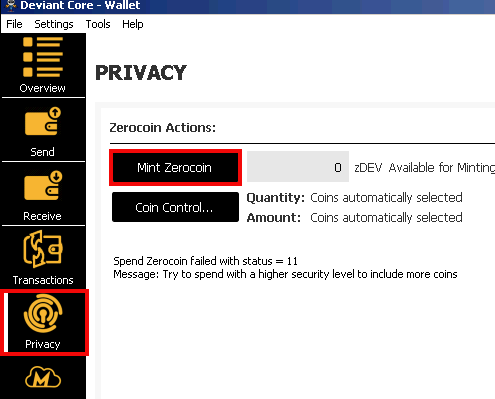 Deviant Core - Wallet
File Settings Tools Help
Overview
Send
Receive
Transactions
Privacy
PRIVACY
Zerocoin Actions:
Mint Zerocoin 0 zDEV Available for Minting
Coin Control... Quantity: Coins automatically selected
Amount: Coins automatically selected
Spend Zerocoin failed with status = 11
Message: Try to spend with a higher security level to include more coins